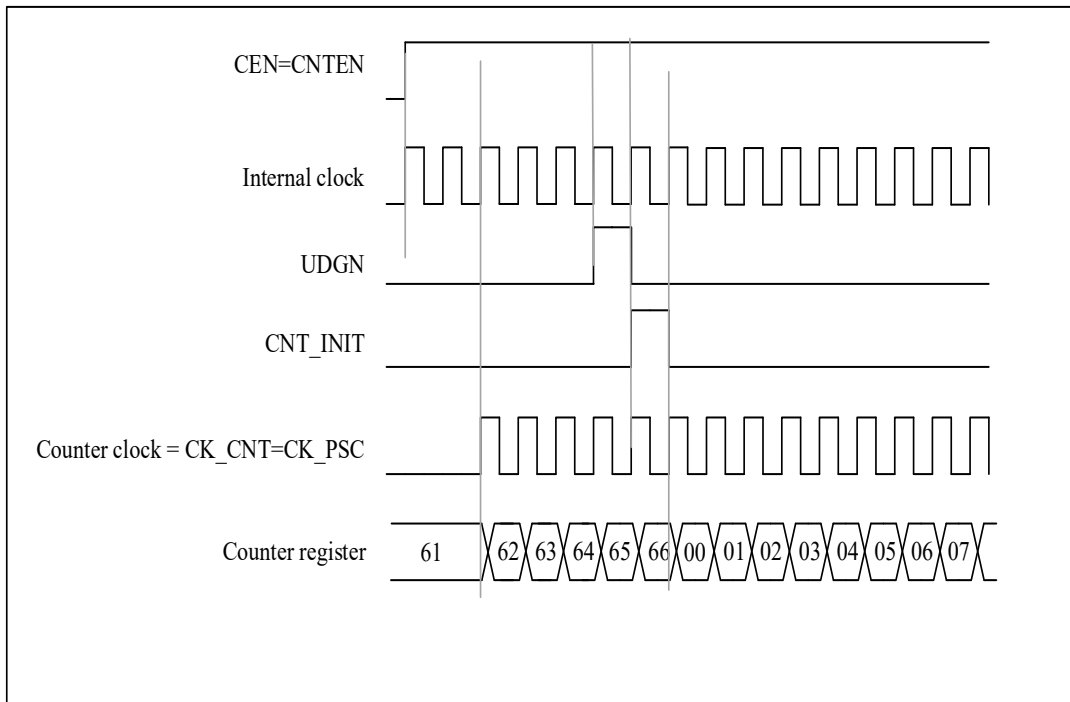 CEN=CNTEN
Internal clock
UDGN
CNT_INIT
Counter clock = CK_CNT=CK_PSC
Counter register 61 62 63 64 65 66 00 01 02 03 04 05 06 07